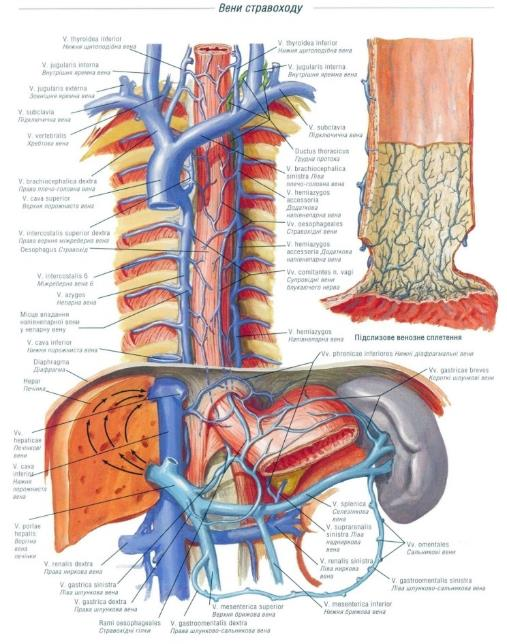 Вени стравоходу
V. thyroidea inferior
Нижня щитоподібна вена
V. jugularis interna
Внутрішня яремна вена
V. jugularis externa
Зовнішня яремна вена
V. subclavia
Підключична вена
V. vertebralis
Хребтова вена
V. brachiocephalica dextra
Права плечо-головна вена
V. cava superior
Верхня порожниста вена
V. intercostalis superior dextra
Права верхня міжреберна вена
Oesophagus Стравохід
V. intercostalis 6
Міжреберна вена 6
V. azygos
Непарна вена
Місце впадання
напівнепарної вени
у непарну вену
V. cava inferior
Нижня порожниста вена
Diaphragma
Діафрагма
Hepar
Печінка
Vv.
hepaticae
Печінкові
вени
V. cava
inferior
Нижня
порожниста
вена
V. portae
hepatis
Ворітна
вена
печінки
V. renalis dextra
Права ниркова вена
V. gastrica sinistra
Ліва шлункова вена
V. gastrica dextra
Права шлункова вена
Rami oesophageales
Стравохідні гілки
V. thyroidea inferior
Нижня щитоподібна вена
V. jugularis interna
Внутрішня яремна вена
V. subclavia
Підключична вена
Ductus thoracicus
Грудна протока
V. brachiocephalica
sinistra Ліва
плечо-головна вена
V. hemiazygos
accessoria
Додаткова
напівнепарна вена
Vv. oesophageales
Стравохідні вени
V. hemiazygos
accessoria Додаткова
напівнепарна вена
Vv. comitantes n. vagi
Супровідні вени
блукаючого нерва
V. hemiazygos
Напівнепарна вена
Підслизове венозне сплетення
Vv. phronicae inferiores Нижні діафрагмальні вени
Vv. gastricae breves
Короткі шлункові вени
V. splenica
Селезінкова
вена
V. suprarenalis
sinistra Ліва
надниркова
вена
V. renalis sinistra
Ліва ниркова
вена
Vv. omentales
Сальникові вени
V. gastroomentalis sinistra
Ліва шлунково-сальникова вена
V. mesenterica inferior
Нижня брижова вена
V. mesenterica superior
Верхня брижова вена
V. gastroomentalis dextra
Права шлунково-сальникова вена